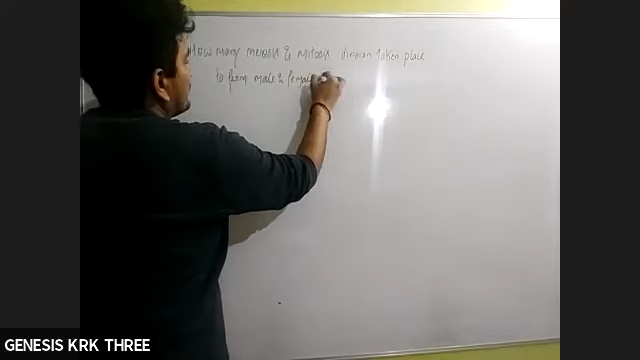 How many meiosis & mitosis division taken place
to form male & female
GENESIS KRK THREE